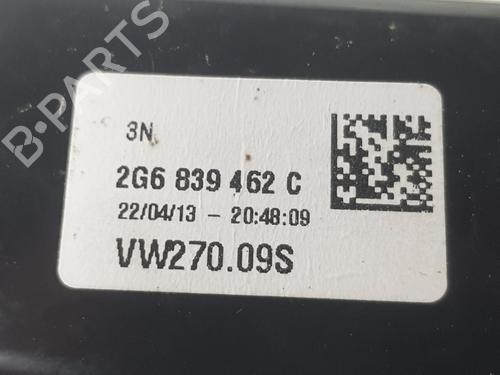 B-PARTS
3N
2G6 839 462 C
22/04/13 - 20:48:09
VW270.09S